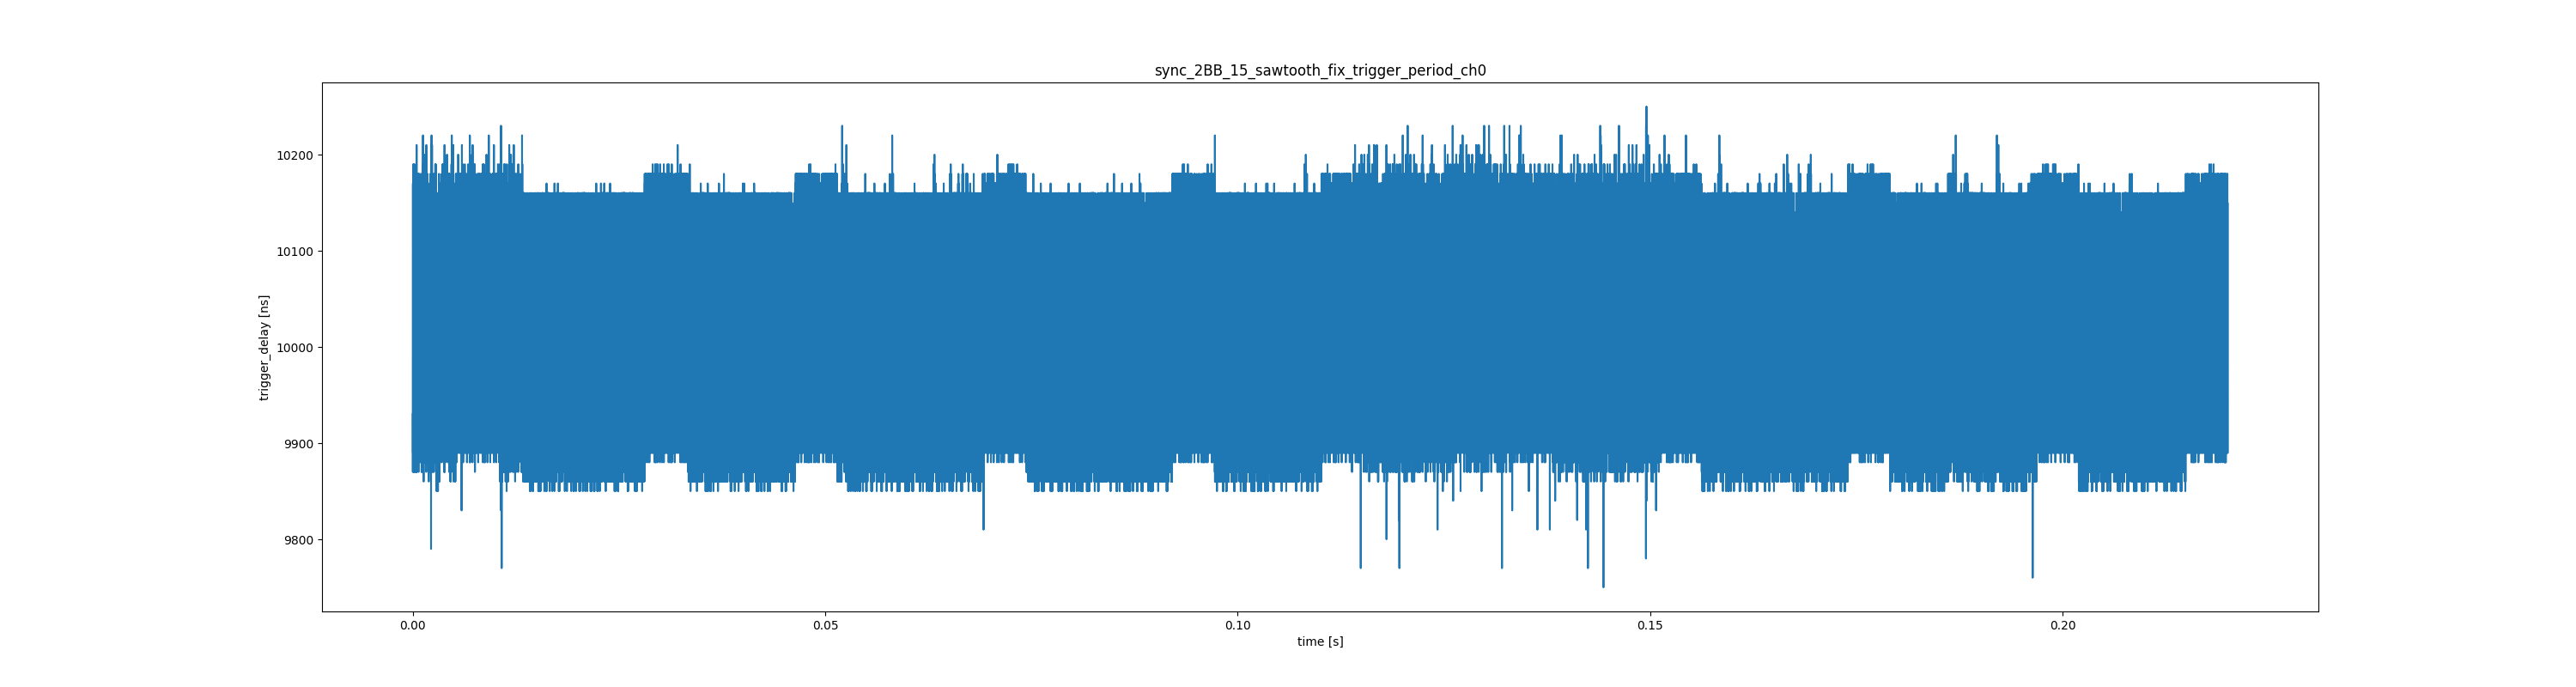 sync_2BB_15_sawtooth_fix_trigger_period_ch0
trigger_delay [ns]
10200
10100
10000
9900
9800
0.00 0.05 0.10 0.15 0.20
time [s]